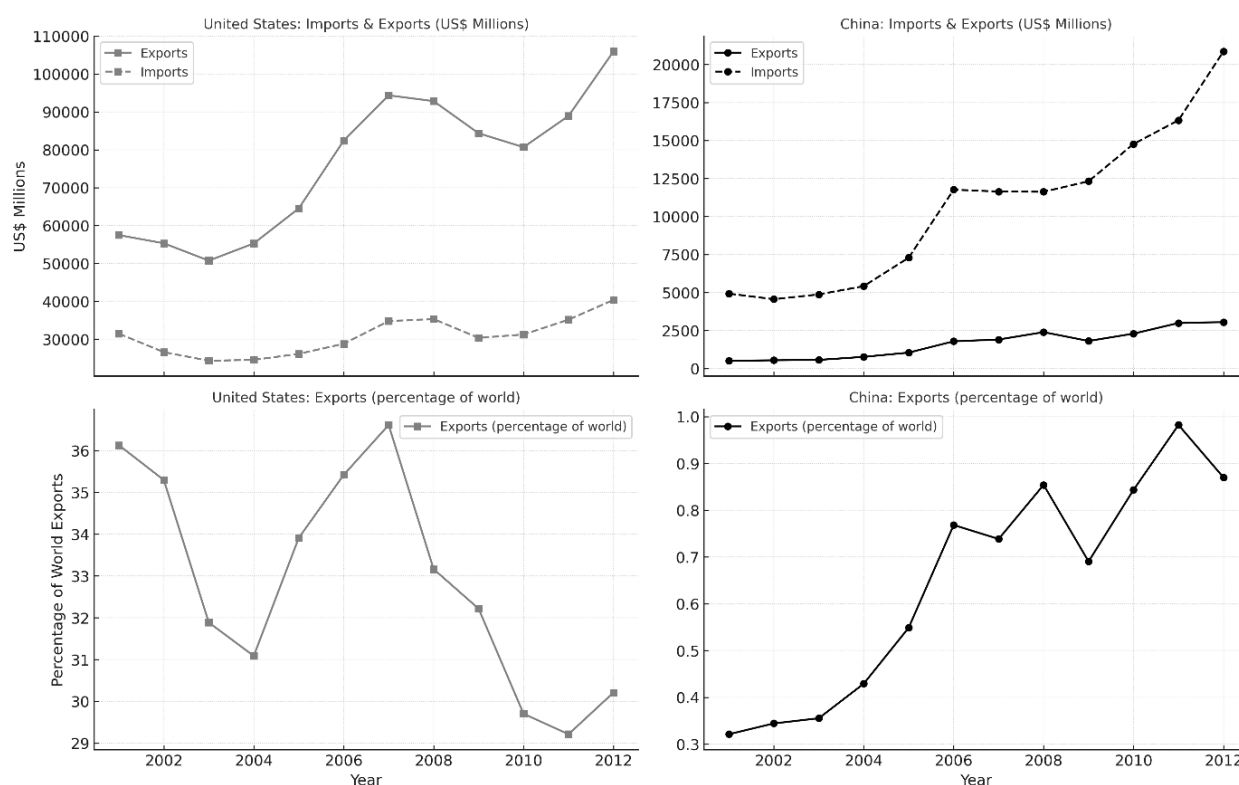 United States: Imports & Exports (US$ Millions)
Exports
Imports
110000
100000
90000
80000
70000
60000
50000
40000
30000
US$ Millions
China: Imports & Exports (US$ Millions)
Exports
Imports
20000
17500
15000
12500
10000
7500
5000
2500
0
United States: Exports (percentage of world)
Exports (percentage of world)
36
35
34
33
32
31
30
29
Percentage of World Exports
2002 2004 2006 2008 2010 2012
Year
China: Exports (percentage of world)
Exports (percentage of world)
1.0
0.9
0.8
0.7
0.6
0.5
0.4
0.3
2002 2004 2006 2008 2010 2012
Year